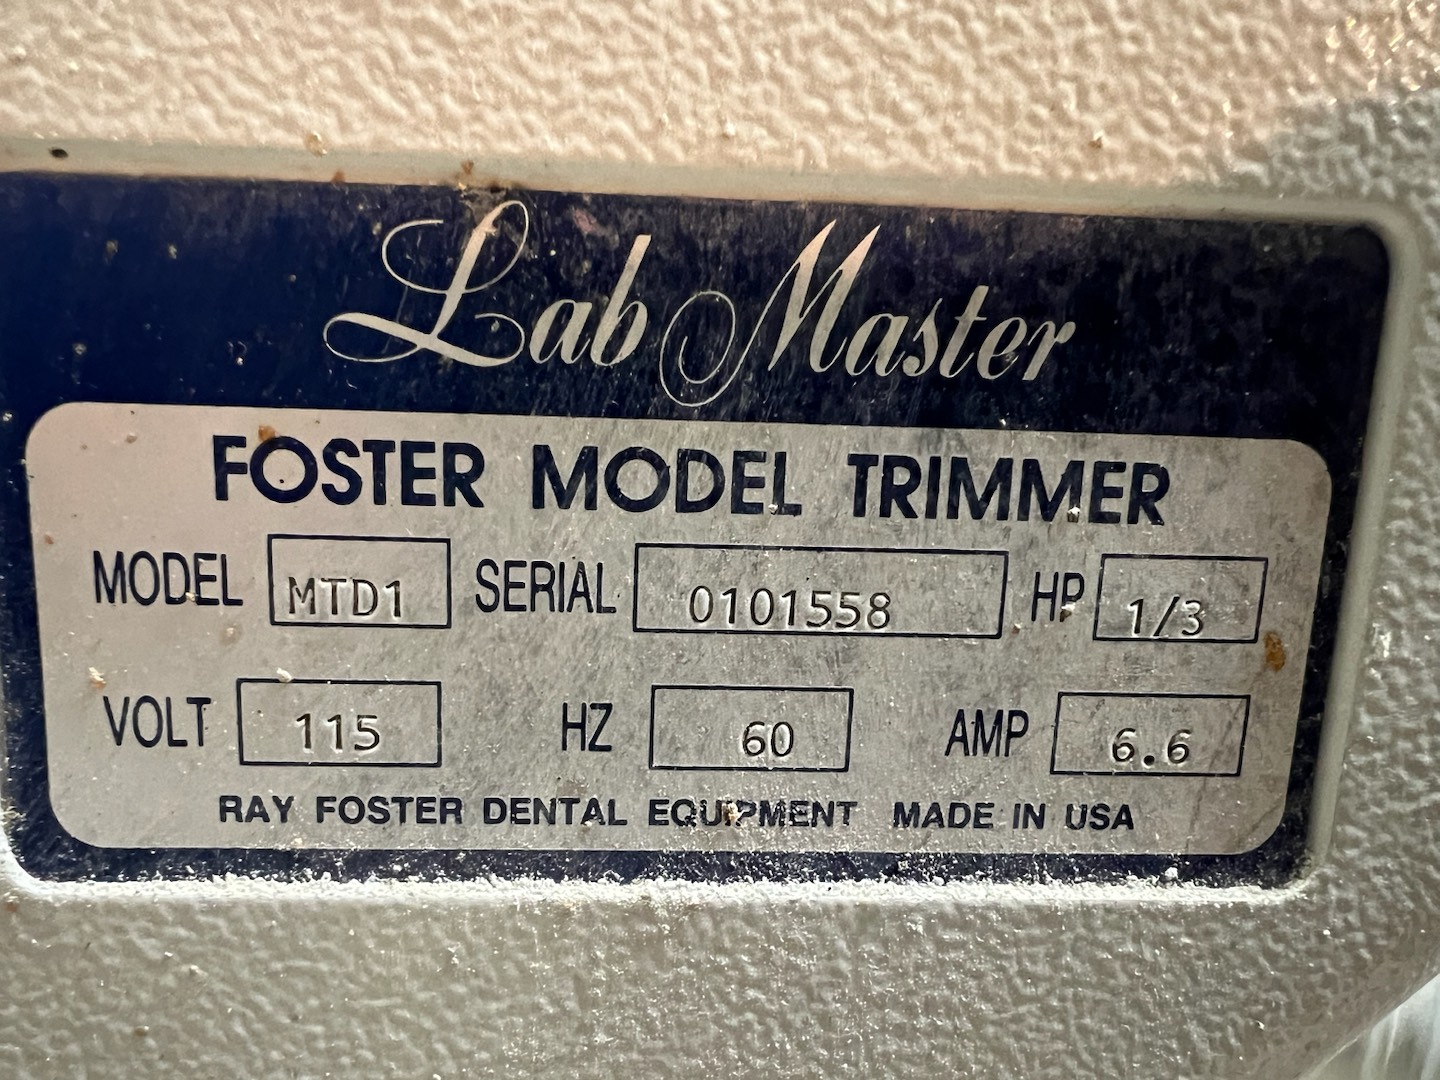 Lab Master
FOSTER MODEL TRIMMER
MODEL MTD1 SERIAL 0101558 HP 1/3
VOLT 115 HZ 60 AMP 6.6
RAY FOSTER DENTAL EQUIPMENT MADE IN USA